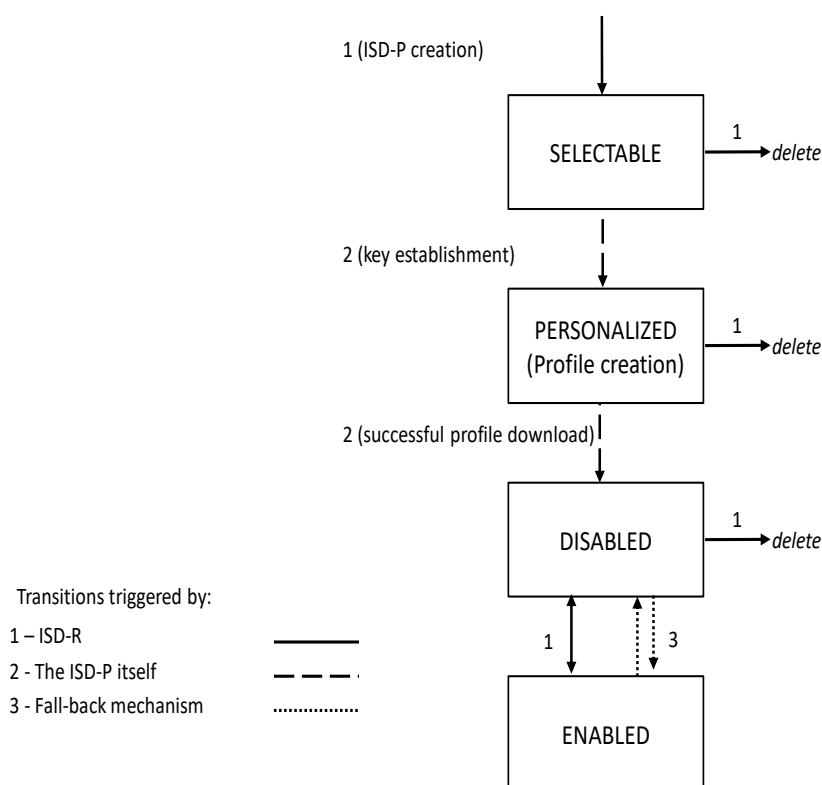 1 (ISD-P creation)
SELECTABLE
1
delete
2 (key establishment)
PERSONALIZED
(Profile creation)
1
delete
2 (successful profile download)
DISABLED
1
delete
Transitions triggered by:
1 – ISD-R
2 - The ISD-P itself
3 - Fall-back mechanism
1
3
ENABLED